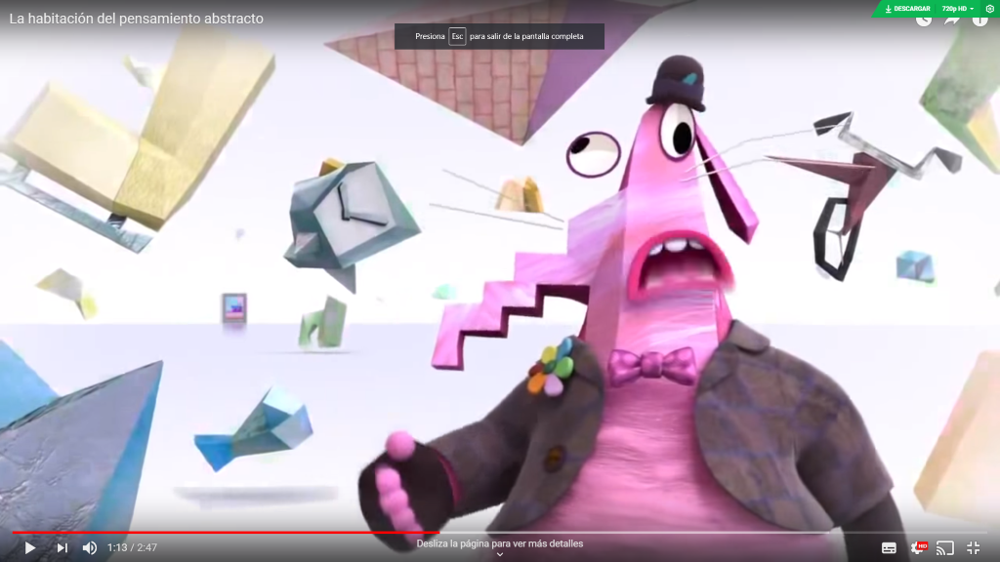 La habitación del pensamiento abstracto
DESCARGAR 720p HD
Presiona Esc para salir de la pantalla completa
1:13 / 2:47
Desliza la página para ver más detalles
HD